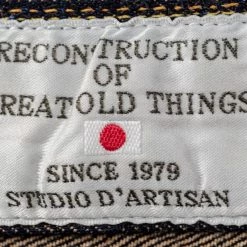 RECONSTRUCTION
OF
REATOLD THINGS
SINCE 1979
STUDIO D'ARTISAN